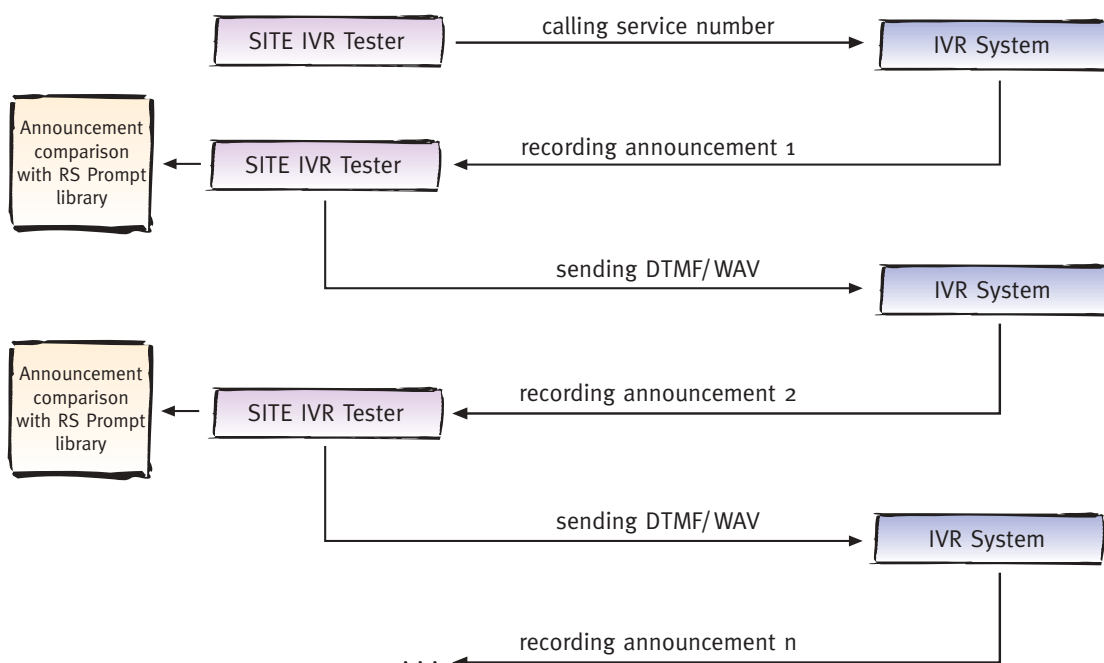 SITE IVR Tester
calling service number
IVR System
Announcement
comparison
with RS Prompt
library
SITE IVR Tester
recording announcement 1
sending DTMF/WAV
IVR System
Announcement
comparison
with RS Prompt
library
SITE IVR Tester
recording announcement 2
sending DTMF/WAV
IVR System
recording announcement n
...